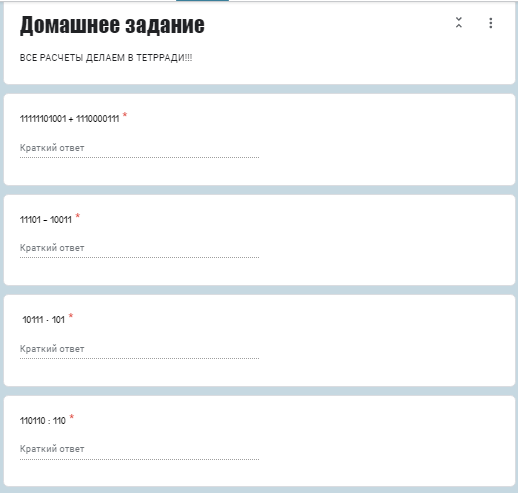 Домашнее задание
ВСЕ РАСЧЕТЫ ДЕЛАЕМ В ТЕТРРАДИ!!!
11111101001 + 1110000111 *
Краткий ответ
11101 – 10011 *
Краткий ответ
10111 · 101 *
Краткий ответ
110110 : 110 *
Краткий ответ